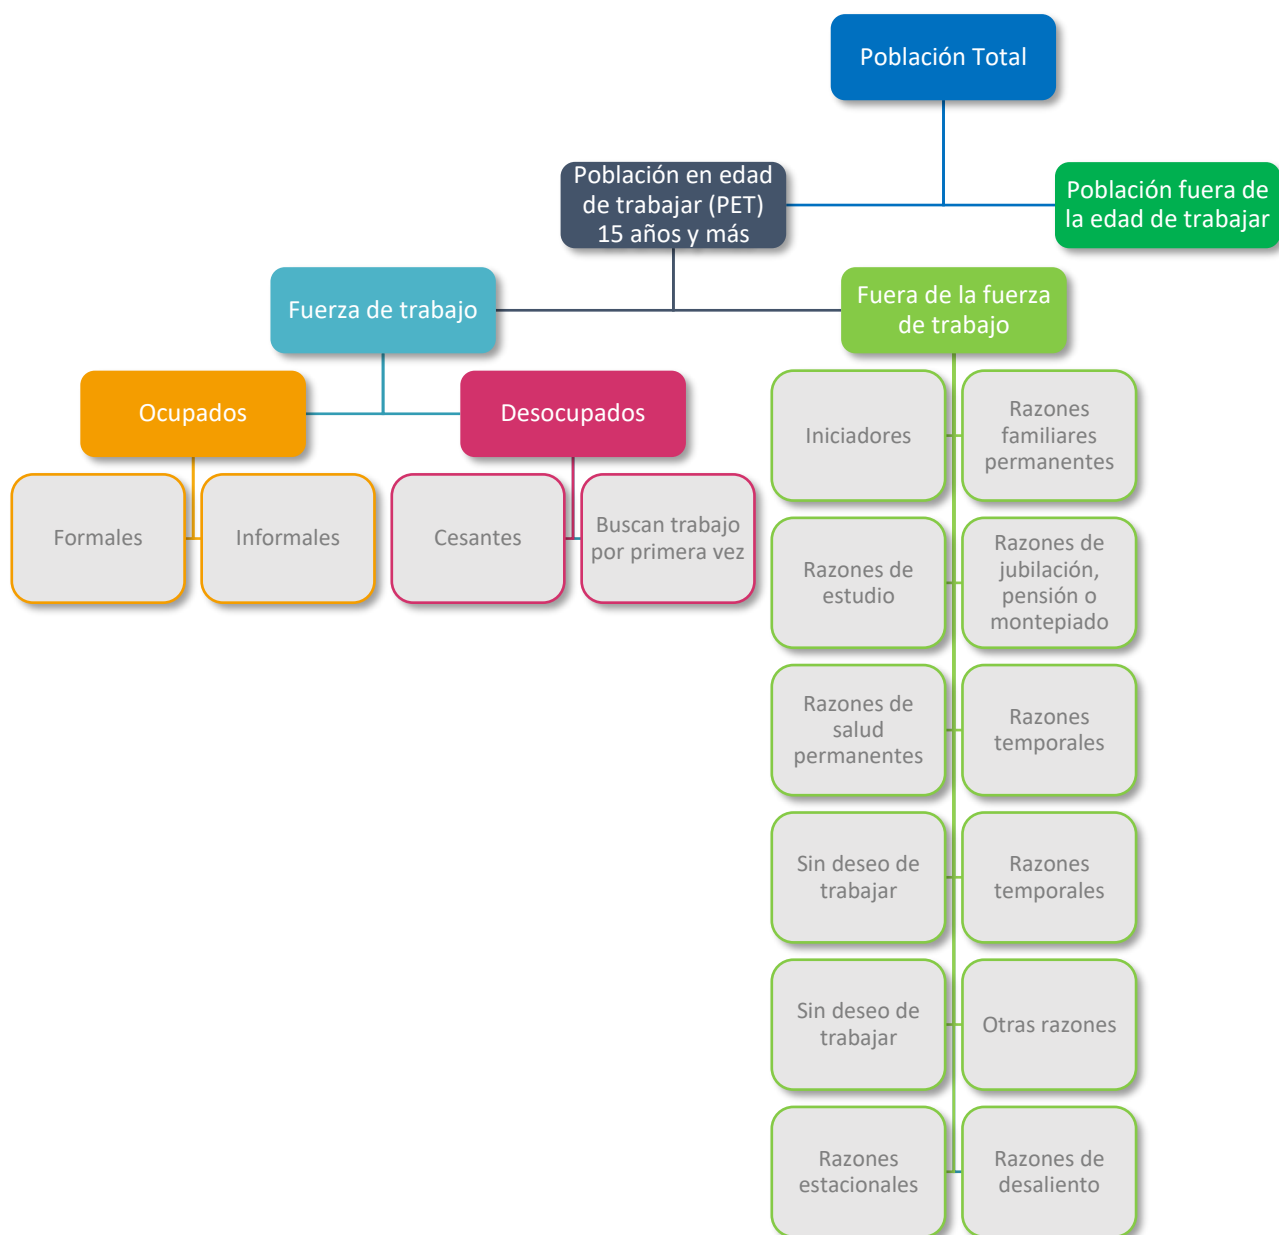 Población Total
Población en edad
de trabajar (PET)
15 años y más
Población fuera de
la edad de trabajar
Fuerza de trabajo
Fuera de la fuerza
de trabajo
Ocupados
Desocupados
Formales
Informales
Cesantes
Buscan trabajo
por primera vez
Iniciadores
Razones
familiares
permanentes
Razones de
estudio
Razones de
jubilación,
pensión o
montepiado
Razones de
salud
permanentes
Razones
temporales
Sin deseo de
trabajar
Razones
temporales
Sin deseo de
trabajar
Otras razones
Razones
estacionales
Razones de
desaliento